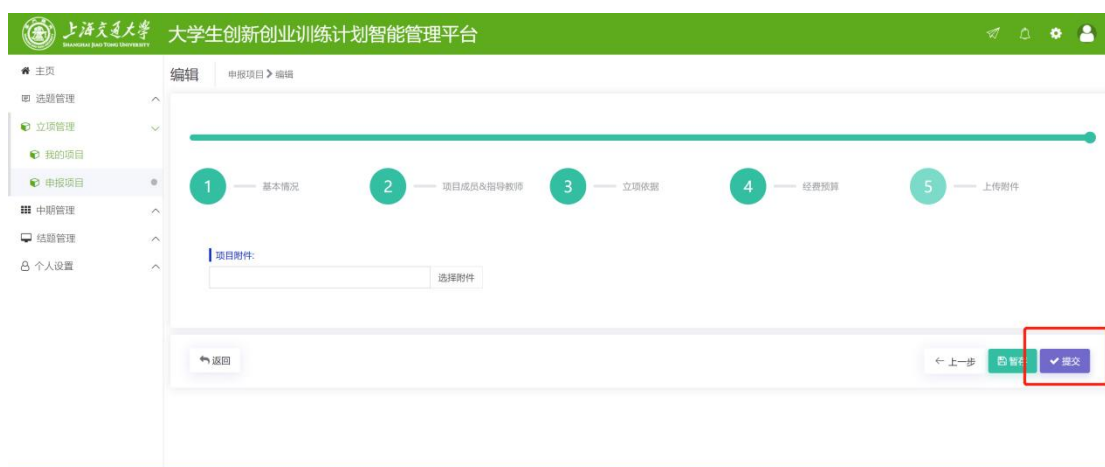 上海交通大学
SHANGHAI JIAO TONG UNIVERSITY
大学生创新创业训练计划智能管理平台
主页
选题管理
立项管理
我的项目
申报项目
中期管理
结题管理
个人设置
编辑
申报项目 > 编辑
1 基本情况
2 项目成员&指导教师
3 立项依据
4 经费预算
5 上传附件
项目附件:
选择附件
返回
上一步
暂存
提交